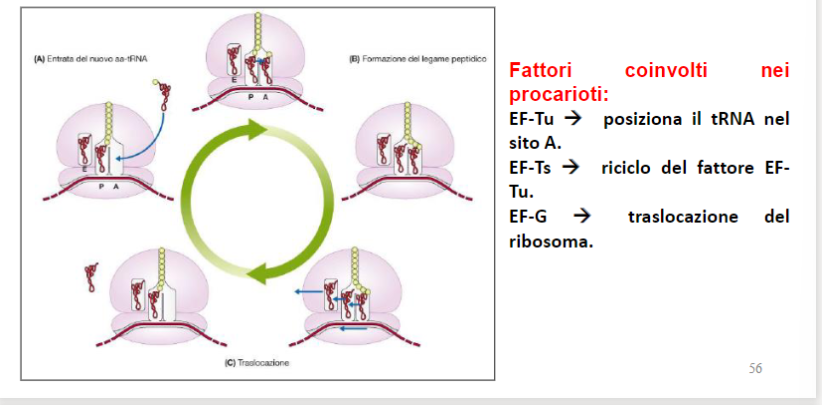 (A) Entrata del nuovo aa-tRNA
(B) Formazione del legame peptidico
E
P A
E
P A
(C) Traslocazione
Fattori coinvolti nei
procarioti:
EF-Tu → posiziona il tRNA nel
sito A.
EF-Ts → riciclo del fattore EF-
Tu.
EF-G → traslocazione del
ribosoma.
56